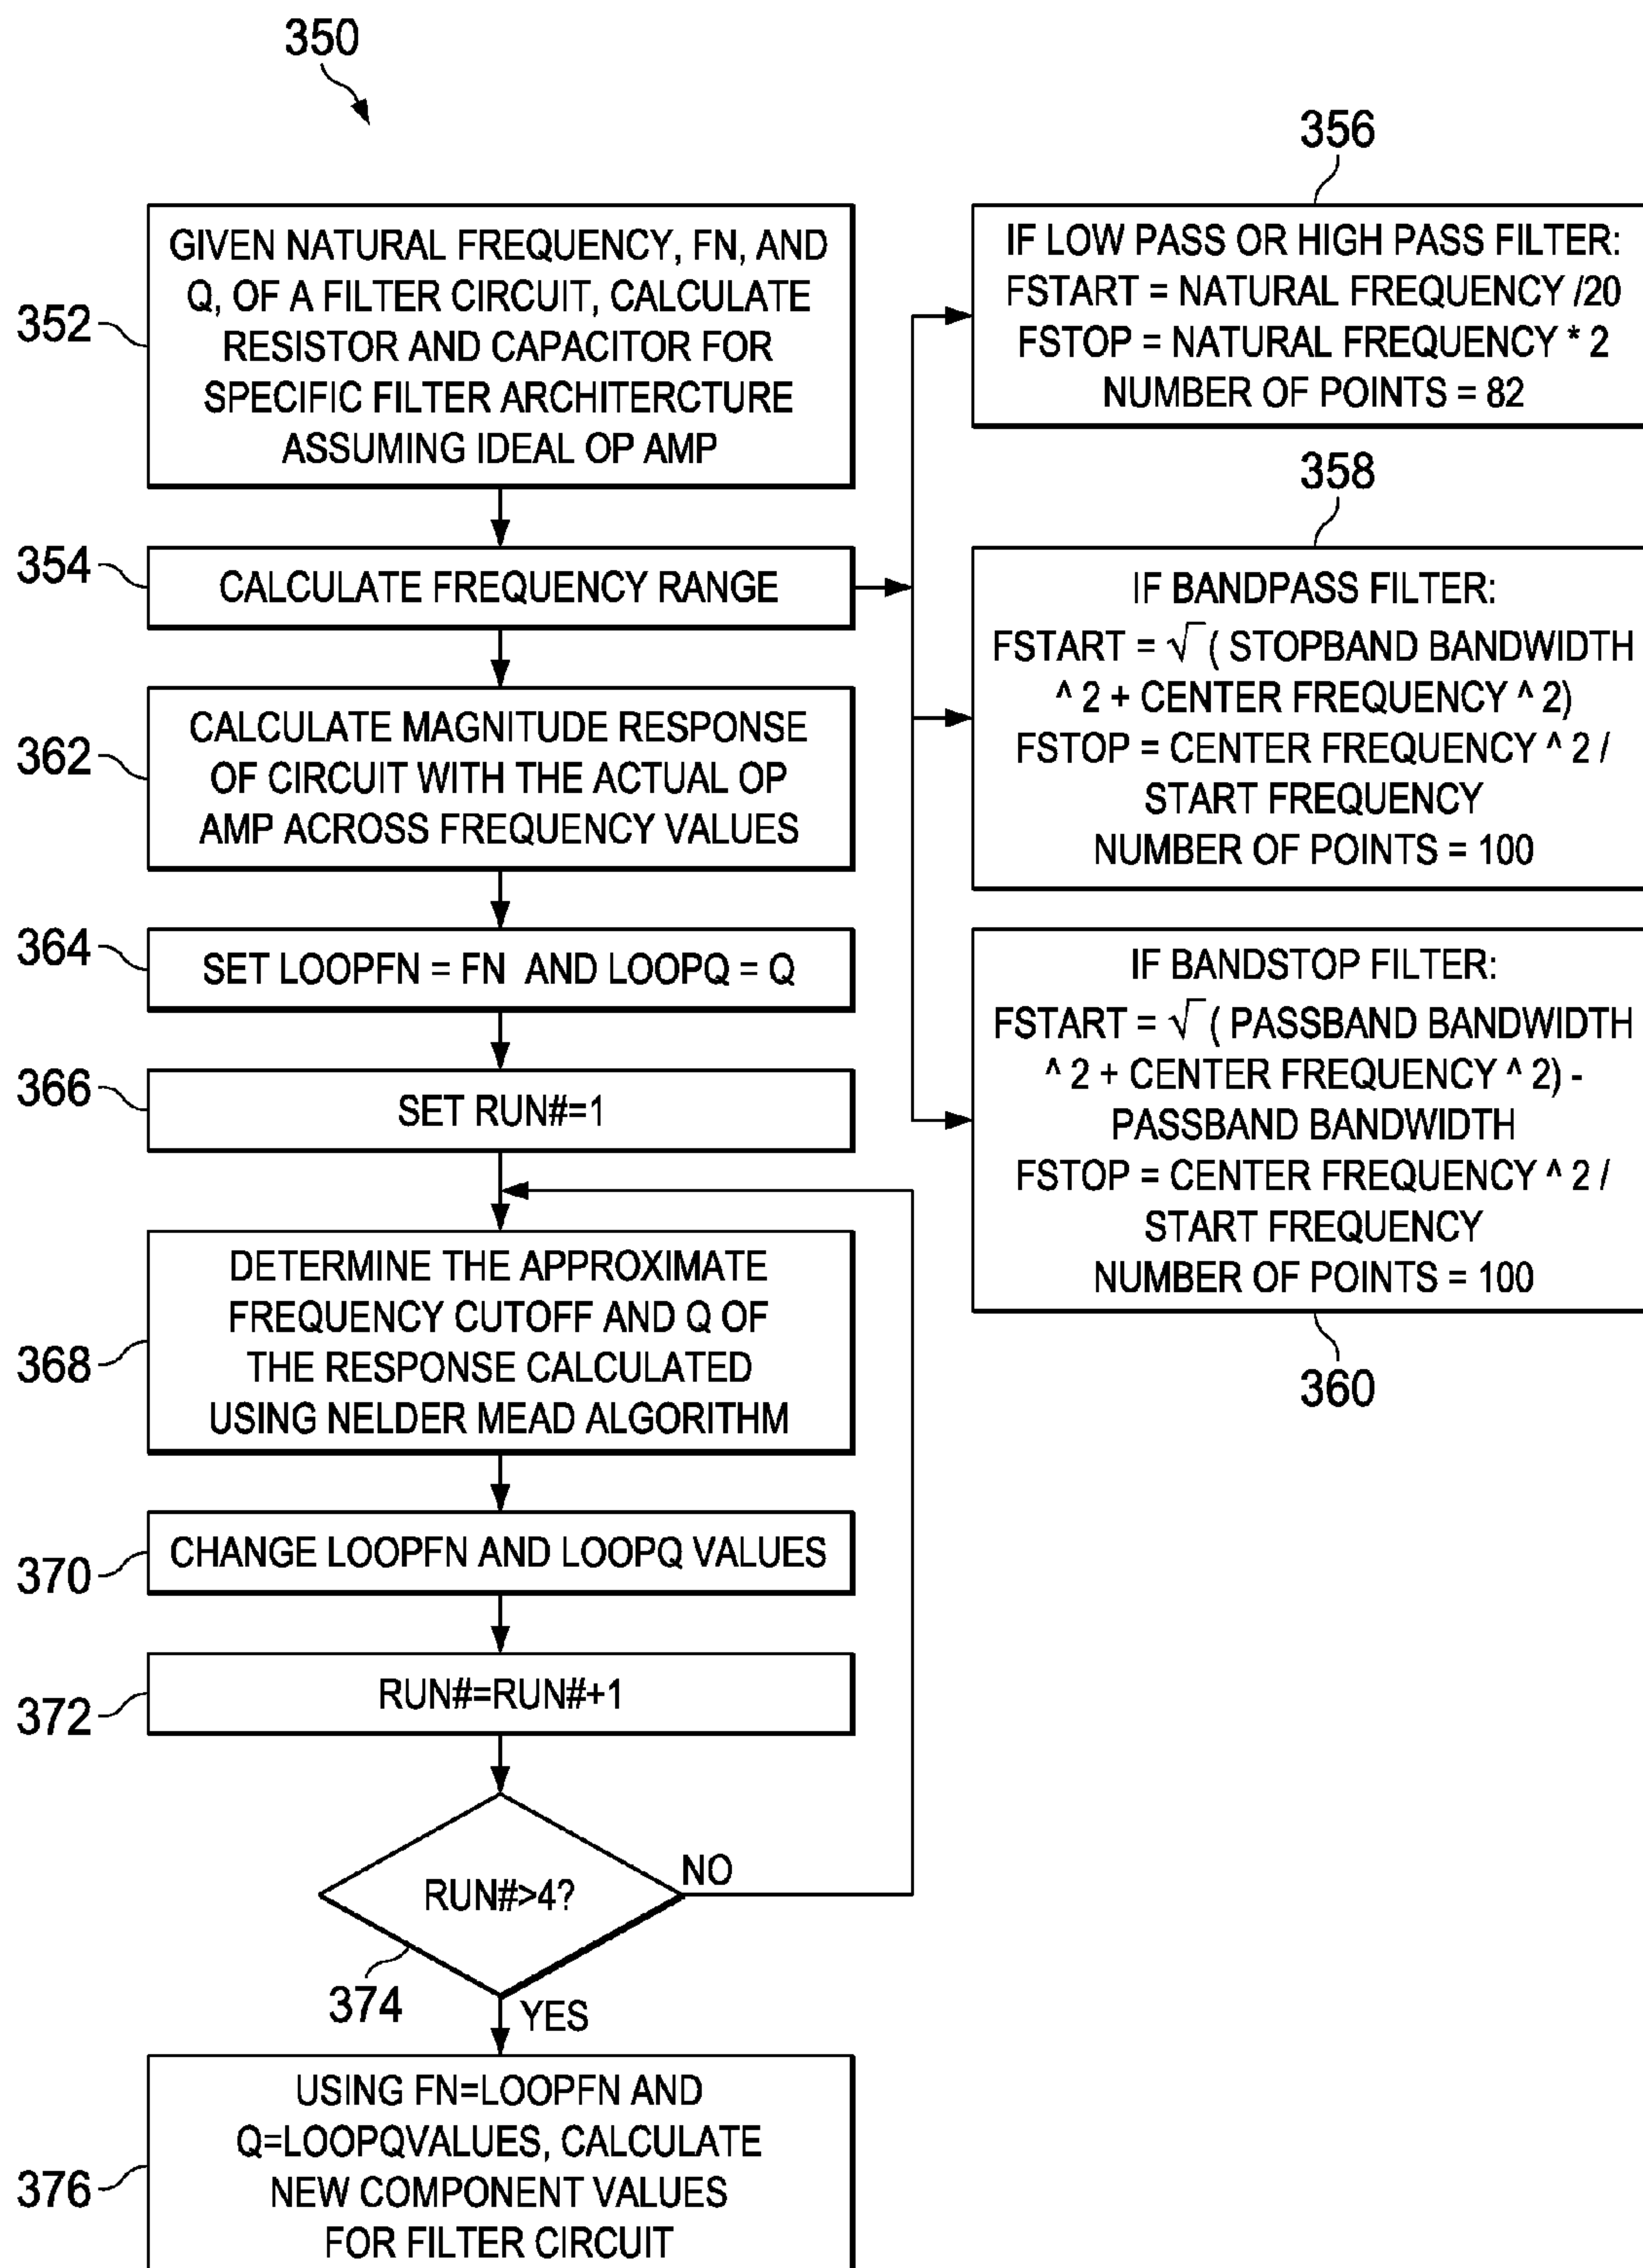 350
352
GIVEN NATURAL FREQUENCY, FN, AND
Q, OF A FILTER CIRCUIT, CALCULATE
RESISTOR AND CAPACITOR FOR
SPECIFIC FILTER ARCHITERCTURE
ASSUMING IDEAL OP AMP
354
CALCULATE FREQUENCY RANGE
356
IF LOW PASS OR HIGH PASS FILTER:
FSTART = NATURAL FREQUENCY /20
FSTOP = NATURAL FREQUENCY * 2
NUMBER OF POINTS = 82
358
IF BANDPASS FILTER:
FSTART = √ ( STOPBAND BANDWIDTH
^ 2 + CENTER FREQUENCY ^ 2)
FSTOP = CENTER FREQUENCY ^ 2 /
START FREQUENCY
NUMBER OF POINTS = 100
IF BANDSTOP FILTER:
FSTART = √ ( PASSBAND BANDWIDTH
^ 2 + CENTER FREQUENCY ^ 2) -
PASSBAND BANDWIDTH
FSTOP = CENTER FREQUENCY ^ 2 /
START FREQUENCY
NUMBER OF POINTS = 100
360
362
CALCULATE MAGNITUDE RESPONSE
OF CIRCUIT WITH THE ACTUAL OP
AMP ACROSS FREQUENCY VALUES
364
SET LOOPFN = FN AND LOOPQ = Q
366
SET RUN#=1
368
DETERMINE THE APPROXIMATE
FREQUENCY CUTOFF AND Q OF
THE RESPONSE CALCULATED
USING NELDER MEAD ALGORITHM
370
CHANGE LOOPFN AND LOOPQ VALUES
372
RUN#=RUN#+1
RUN#>4?
NO
374
YES
376
USING FN=LOOPFN AND
Q=LOOPQVALUES, CALCULATE
NEW COMPONENT VALUES
FOR FILTER CIRCUIT